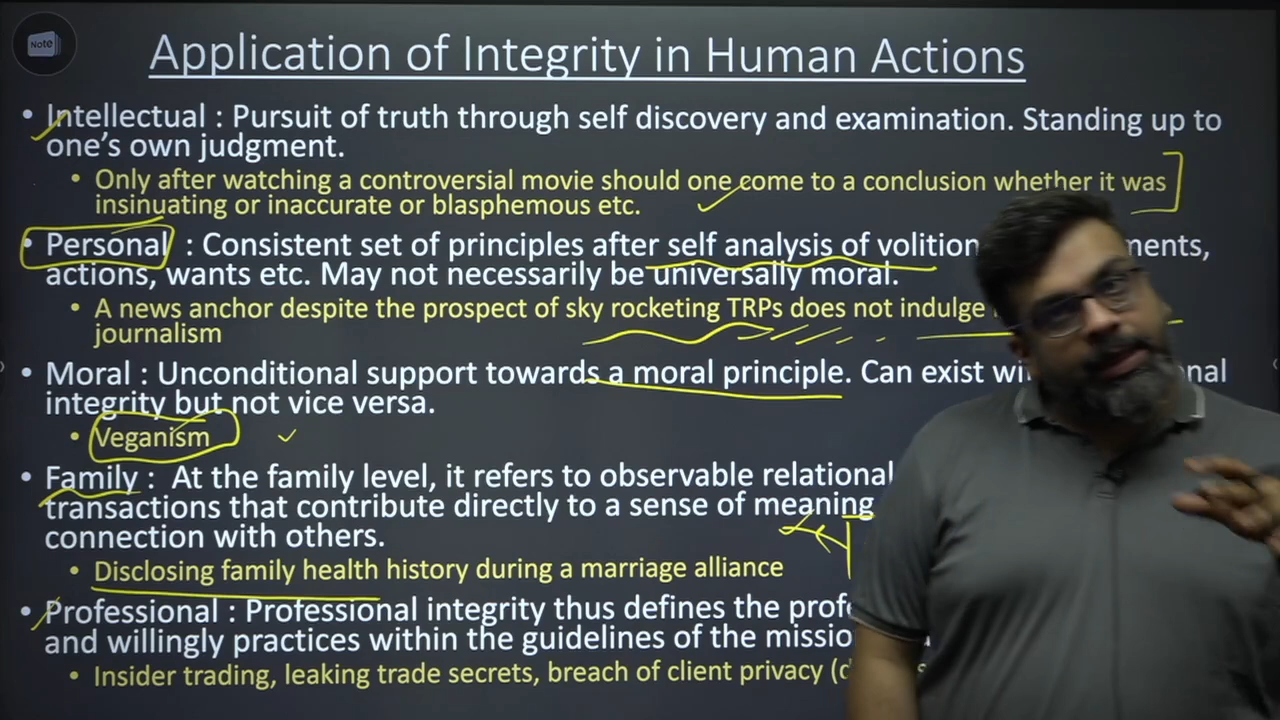 Note
Application of Integrity in Human Actions
• Intellectual : Pursuit of truth through self discovery and examination. Standing up to
one's own judgment.
• Only after watching a controversial movie should one come to a conclusion whether it was
insinuating or inaccurate or blasphemous etc.
• Personal : Consistent set of principles after self analysis of volition
actions, wants etc. May not necessarily be universally moral.
• A news anchor despite the prospect of sky rocketing TRPs does not indulge
journalism
• Moral : Unconditional support towards a moral principle. Can exist
integrity but not vice versa.
• Veganism
• Family : At the family level, it refers to observable relational
transactions that contribute directly to a sense of meaning
connection with others.
• Disclosing family health history during a marriage alliance
• Professional : Professional integrity thus defines the
and willingly practices within the guidelines of the
• Insider trading, leaking trade secrets, breach of client privacy